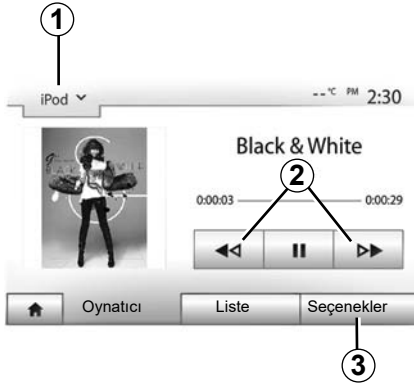 1
iPod
--°C PM 2:30
Black & White
2
0:00:03
0:00:29
Oynatıcı
Liste
Seçenekler
3